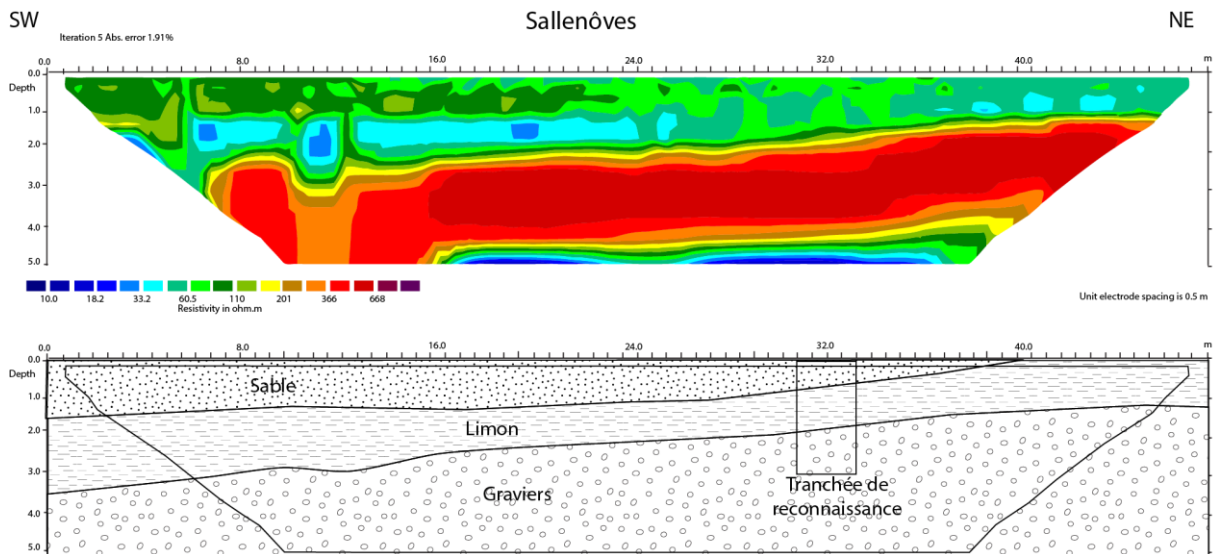 SW Sallenôves NE
Iteration 5 Abs. error 1.91%
0.0 8.0 16.0 24.0 32.0 40.0 m
Depth
0.0
1.0
2.0
3.0
4.0
5.0
10.0 18.2 33.2 60.5 110 201 366 668
Resistivity in ohm.m
Unit electrode spacing is 0.5 m
0.0 8.0 16.0 24.0 32.0 40.0 m
Depth
0.0
Sable
1.0
Limon
2.0
3.0
Graviers
Tranchée de
reconnaissance
4.0
5.0